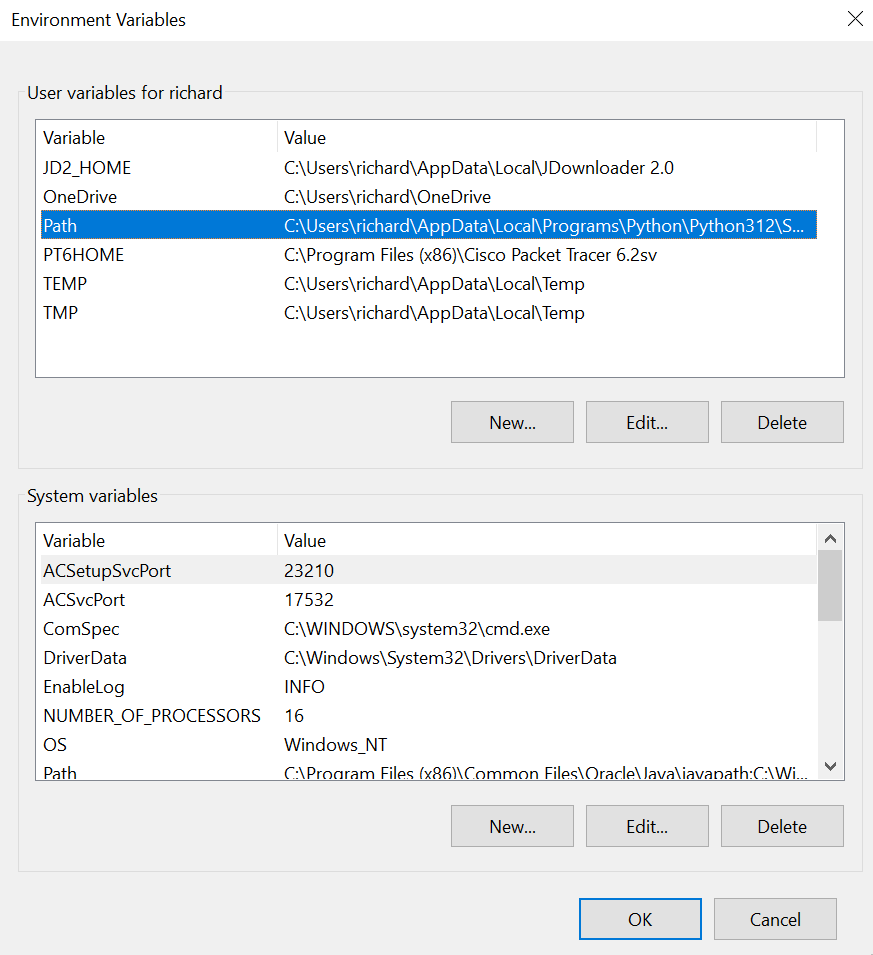 Environment Variables
User variables for richard
Variable Value
JD2_HOME C:\Users\richard\AppData\Local\JDownloader 2.0
OneDrive C:\Users\richard\OneDrive
Path C:\Users\richard\AppData\Local\Programs\Python\Python312\S...
PT6HOME C:\Program Files (x86)\Cisco Packet Tracer 6.2sv
TEMP C:\Users\richard\AppData\Local\Temp
TMP C:\Users\richard\AppData\Local\Temp
New... Edit... Delete
System variables
Variable Value
ACSetupSvcPort 23210
ACSvcPort 17532
ComSpec C:\WINDOWS\system32\cmd.exe
DriverData C:\Windows\System32\Drivers\DriverData
EnableLog INFO
NUMBER_OF_PROCESSORS 16
OS Windows_NT
Path C:\Program Files (x86)\Common Files\Oracle\Java\javapath;C:\Wi...
New... Edit... Delete
OK Cancel